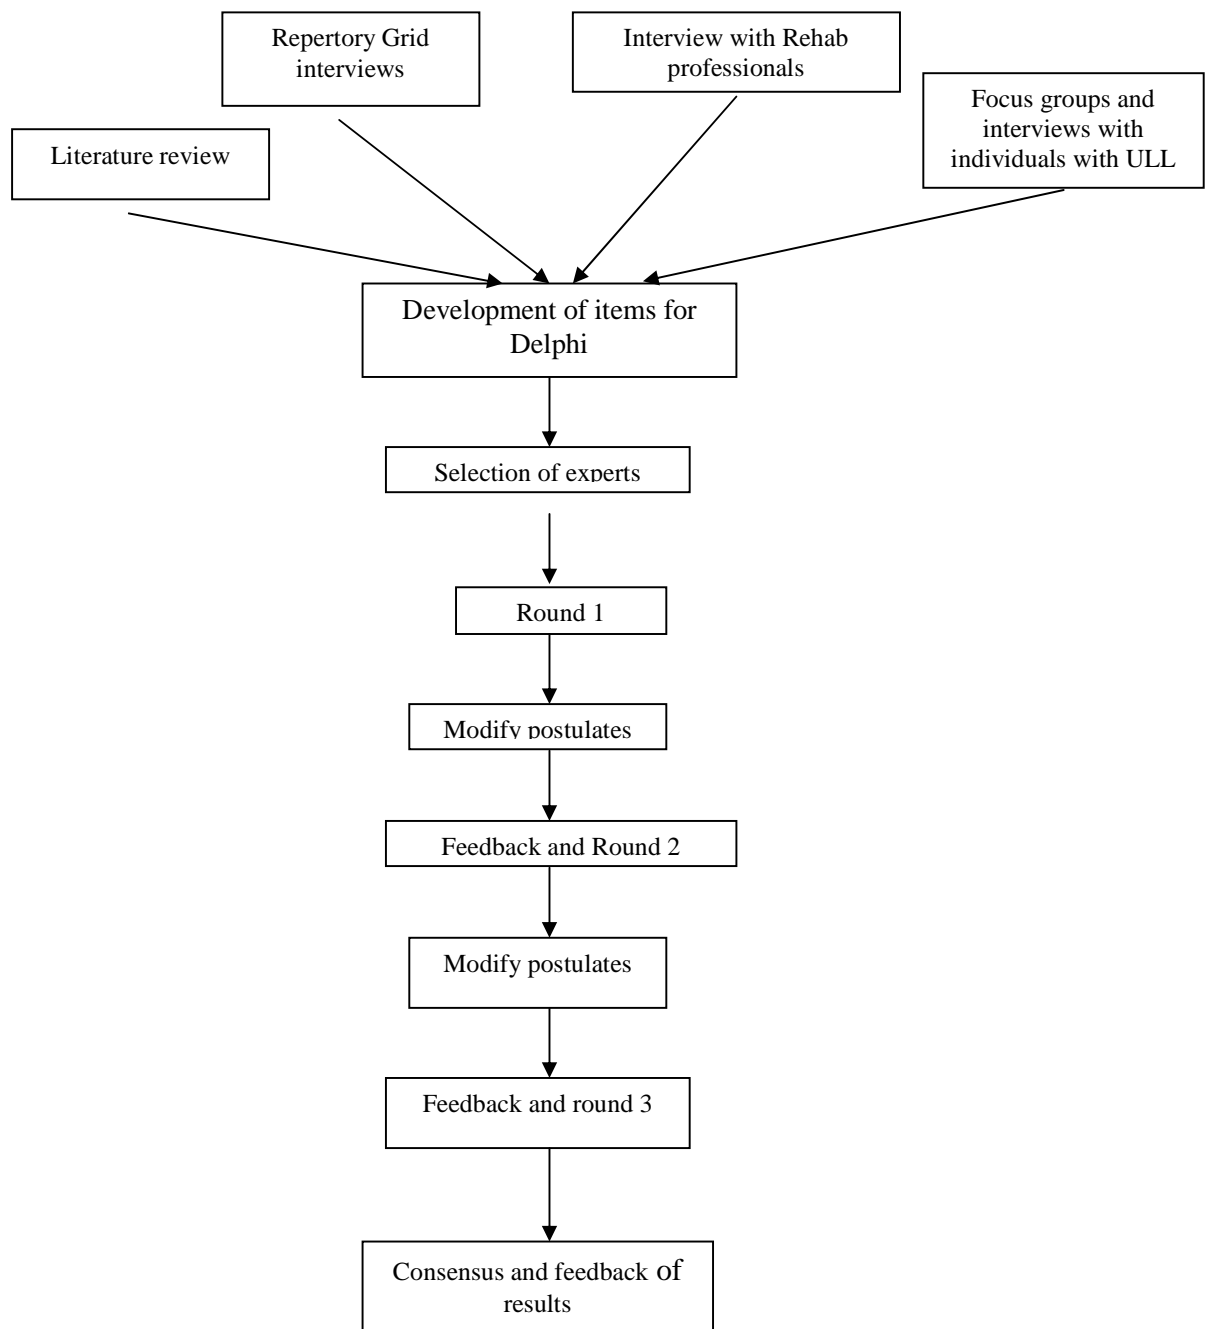 Repertory Grid
interviews
Interview with Rehab
professionals
Focus groups and
interviews with
individuals with ULL
Literature review
Development of items for
Delphi
Selection of experts
Round 1
Modify postulates
Feedback and Round 2
Modify postulates
Feedback and round 3
Consensus and feedback of
results